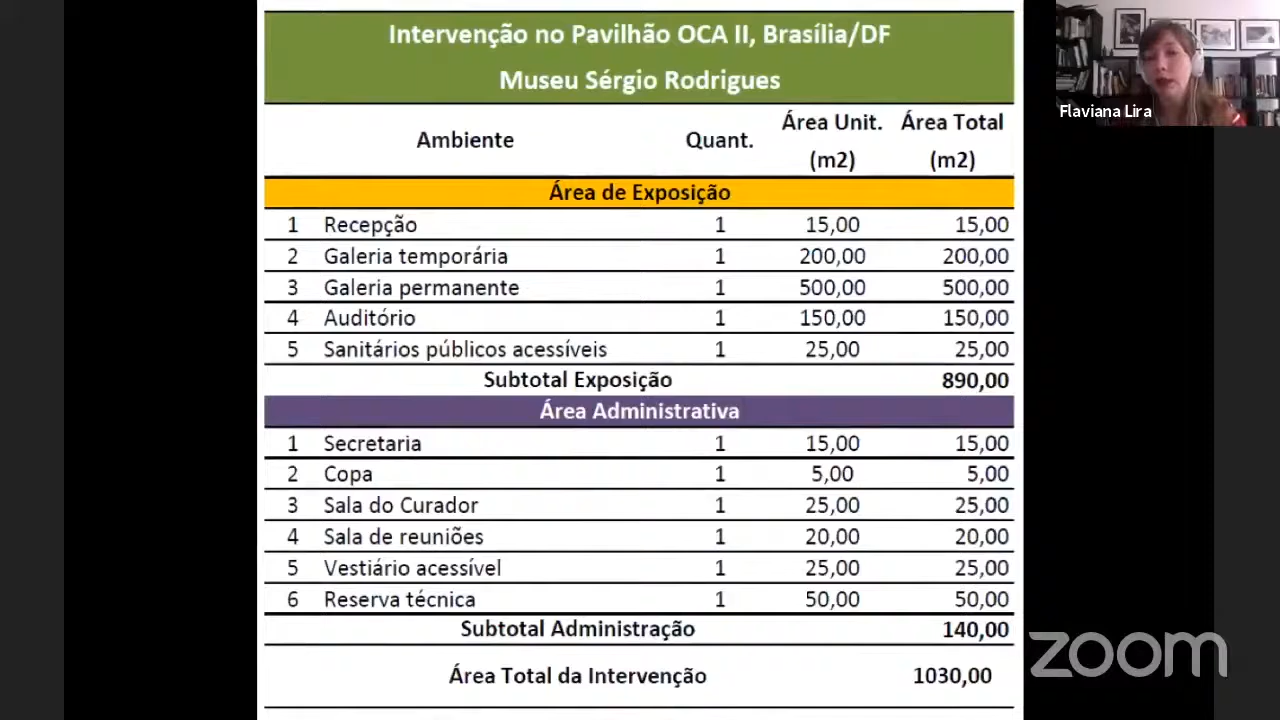 Intervenção no Pavilhão OCA II, Brasília/DF
Museu Sérgio Rodrigues
Ambiente Quant. Área Unit. (m2) Área Total (m2)
Área de Exposição
1 Recepção 1 15,00 15,00
2 Galeria temporária 1 200,00 200,00
3 Galeria permanente 1 500,00 500,00
4 Auditório 1 150,00 150,00
5 Sanitários públicos acessíveis 1 25,00 25,00
Subtotal Exposição 890,00
Área Administrativa
1 Secretaria 1 15,00 15,00
2 Copa 1 5,00 5,00
3 Sala do Curador 1 25,00 25,00
4 Sala de reuniões 1 20,00 20,00
5 Vestiário acessível 1 25,00 25,00
6 Reserva técnica 1 50,00 50,00
Subtotal Administração 140,00
Área Total da Intervenção 1030,00
Flaviana Lira
zoom